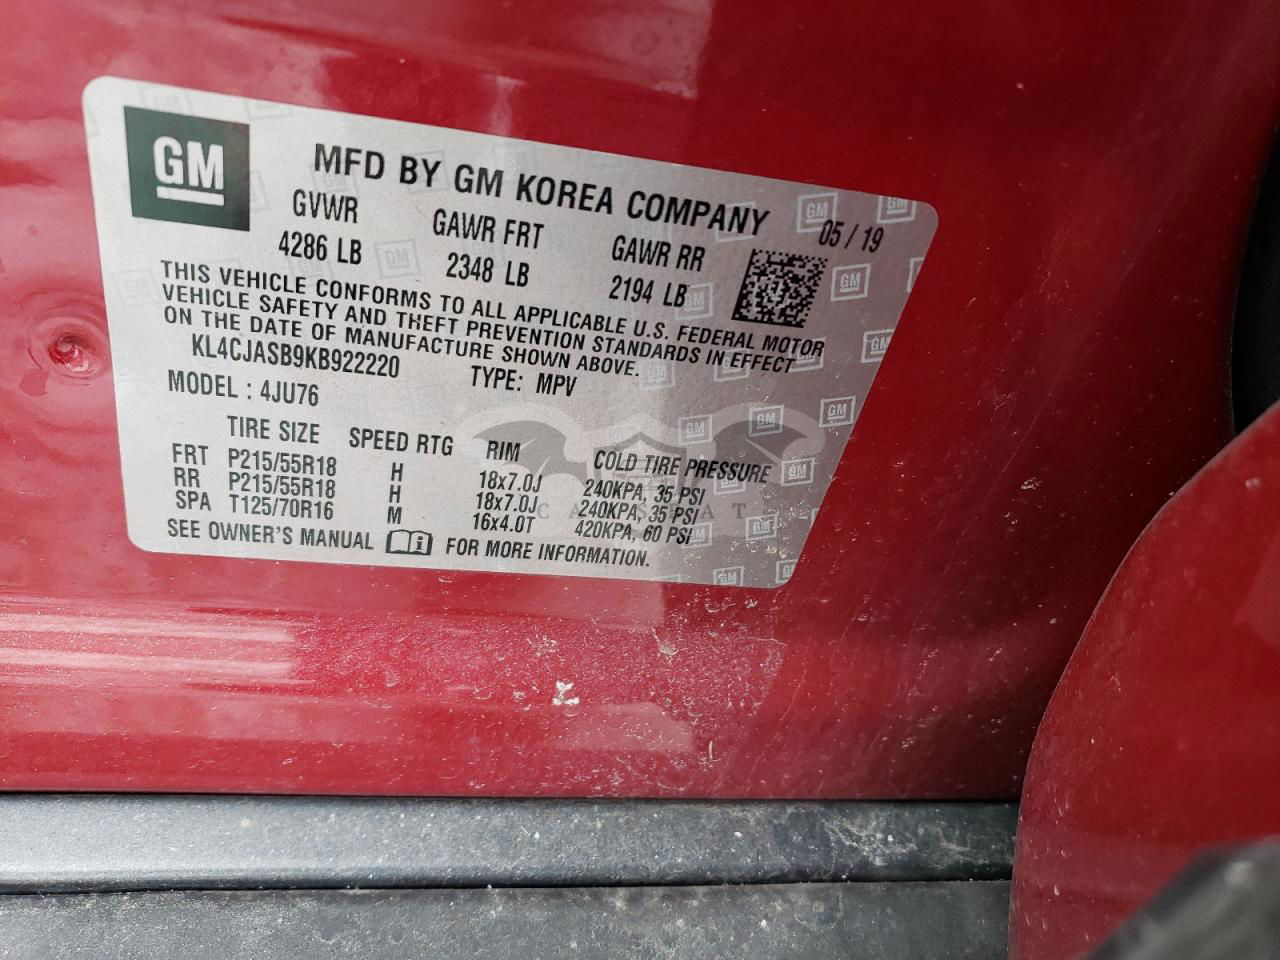 GM
MFD BY GM KOREA COMPANY
GVWR GAWR FRT GAWR RR 05 / 19
4286 LB 2348 LB 2194 LB
THIS VEHICLE CONFORMS TO ALL APPLICABLE U.S. FEDERAL MOTOR
VEHICLE SAFETY AND THEFT PREVENTION STANDARDS IN EFFECT
ON THE DATE OF MANUFACTURE SHOWN ABOVE.
KL4CJASB9KB922220 TYPE: MPV
MODEL : 4JU76
TIRE SIZE SPEED RTG RIM COLD TIRE PRESSURE
FRT P215/55R18 H 18x7.0J 240KPA, 35 PSI
RR P215/55R18 H 18x7.0J 240KPA, 35 PSI
SPA T125/70R16 M 16x4.0T 420KPA, 60 PSI
SEE OWNER'S MANUAL FOR MORE INFORMATION.